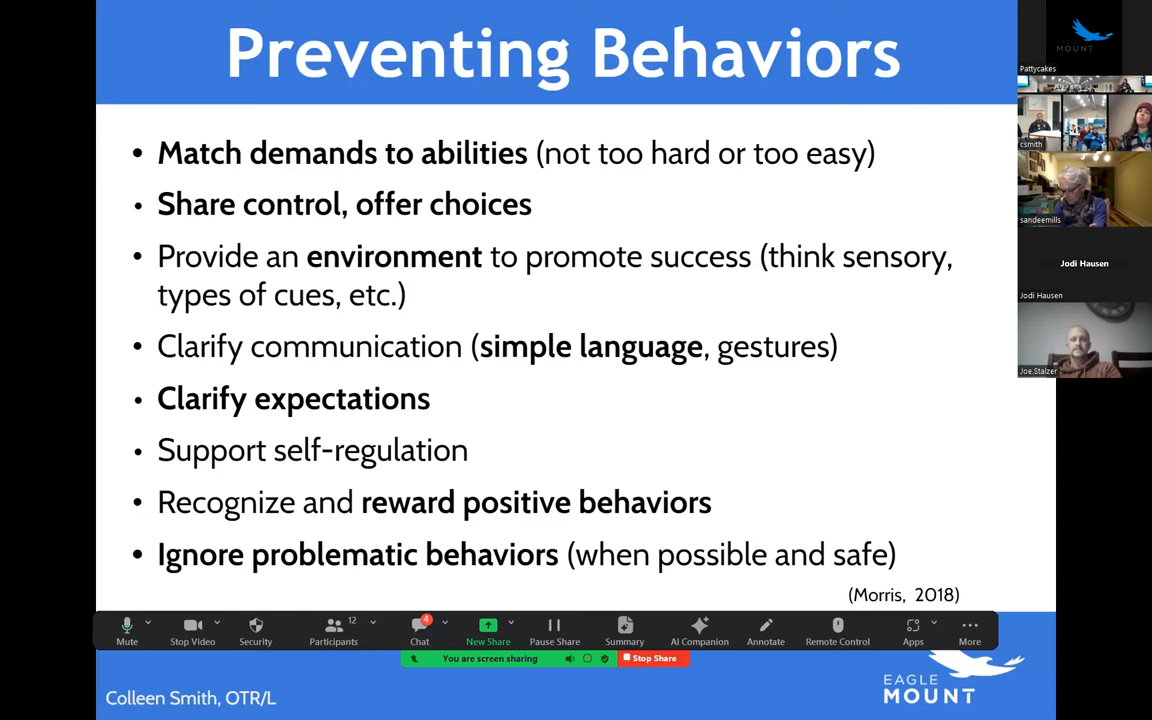 Preventing Behaviors
• Match demands to abilities (not too hard or too easy)
• Share control, offer choices
• Provide an environment to promote success (think sensory,
types of cues, etc.)
• Clarify communication (simple language, gestures)
• Clarify expectations
• Support self-regulation
• Recognize and reward positive behaviors
• Ignore problematic behaviors (when possible and safe)
(Morris, 2018)
Mute
Stop Video
Security
12
Participants
4
Chat
New Share
Pause Share
Summary
AI Companion
Annotate
Remote Control
Apps
More
You are screen sharing
Stop Share
Colleen Smith, OTR/L
EAGLE
MOUNT
MOUNT
Pattycakes
csmith
sandeemills
Jodi Hausen
Jodi Hausen
Joe.Stalzer